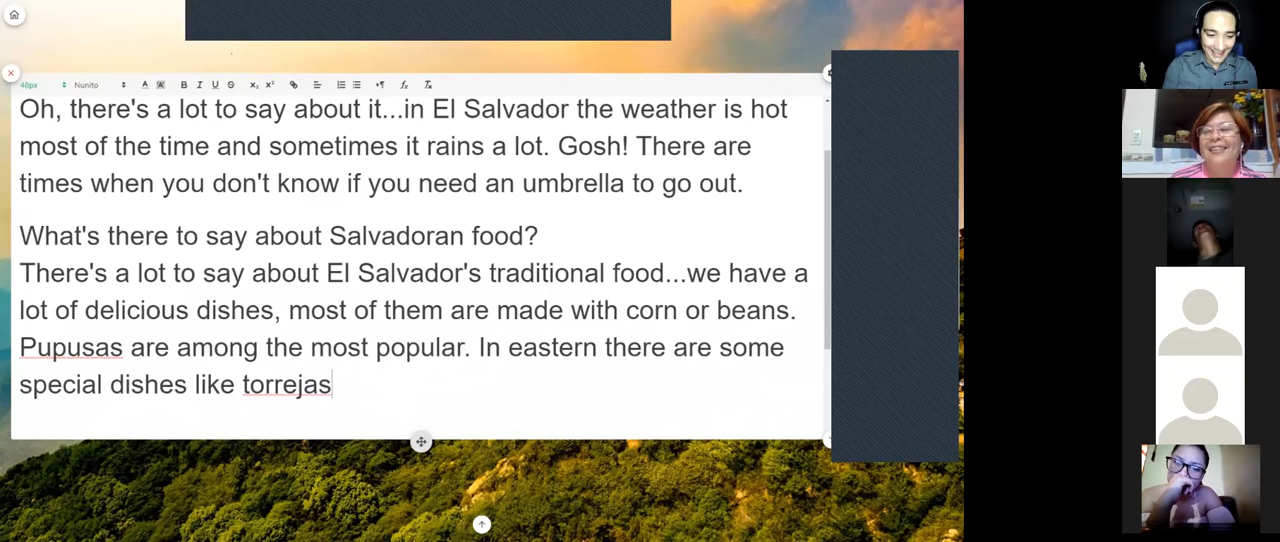 48px Nunito
Oh, there's a lot to say about it...in El Salvador the weather is hot
most of the time and sometimes it rains a lot. Gosh! There are
times when you don't know if you need an umbrella to go out.
What's there to say about Salvadoran food?
There's a lot to say about El Salvador's traditional food...we have a
lot of delicious dishes, most of them are made with corn or beans.
Pupusas are among the most popular. In eastern there are some
special dishes like torrejas